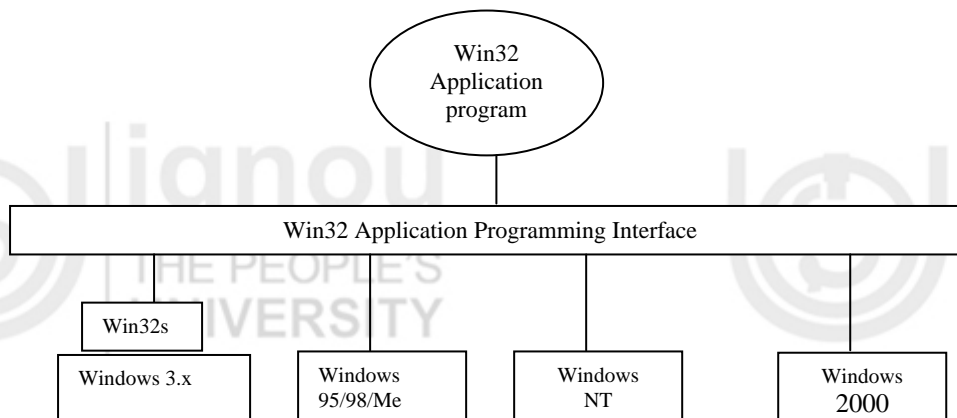 Win32
Application
program
ignou
Win32 Application Programming Interface
THE PEOPLE'S
UNIVERSITY
Win32s
Windows 3.x
Windows
95/98/Me
Windows
NT
Windows
2000